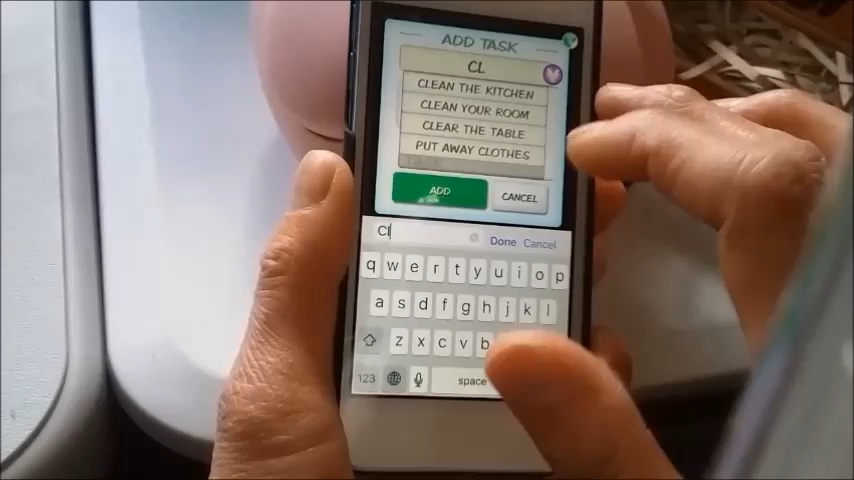 ADD TASK
CL
CLEAN THE KITCHEN
CLEAN YOUR ROOM
CLEAR THE TABLE
PUT AWAY CLOTHES
ADD CANCEL
Cl Done Cancel
q w e r t y u i o p
a s d f g h j k l
z x c v b
123 space